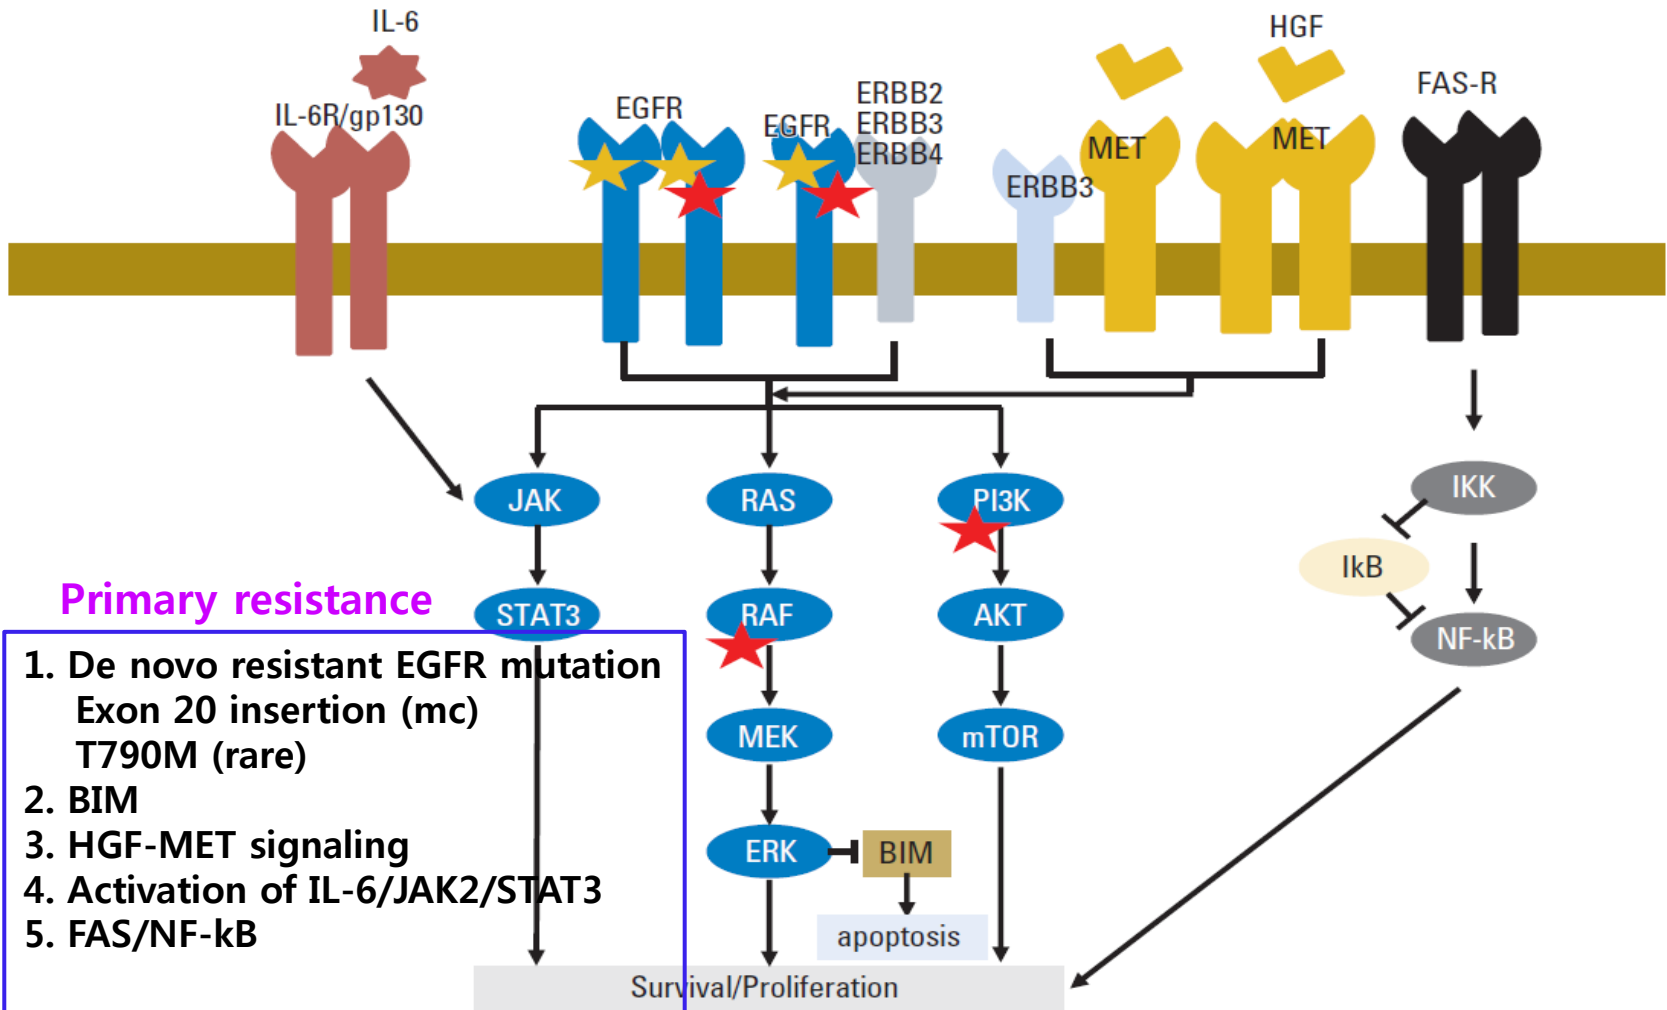 IL-6
HGF
IL-6R/gp130
EGFR
EGFR
ERBB2
ERBB3
ERBB4
ERBB3
MET
MET
FAS-R
JAK
RAS
PI3K
IKK
IkB
STAT3
RAF
AKT
NF-kB
MEK
mTOR
ERK
BIM
apoptosis
Survival/Proliferation
Primary resistance
1. De novo resistant EGFR mutation
Exon 20 insertion (mc)
T790M (rare)
2. BIM
3. HGF-MET signaling
4. Activation of IL-6/JAK2/STAT3
5. FAS/NF-kB